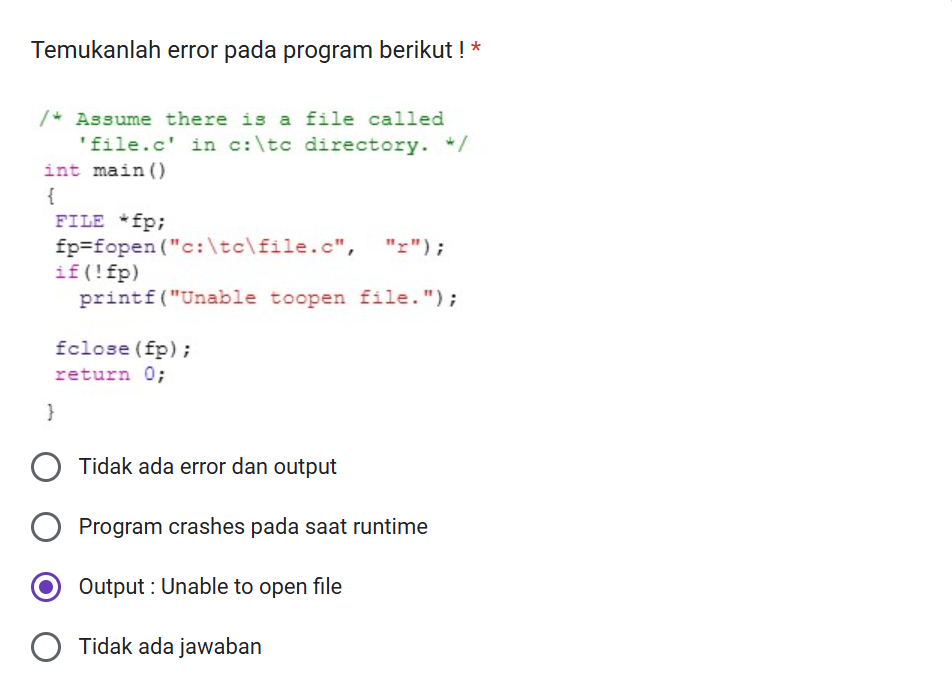 Temukanlah error pada program berikut ! *
/* Assume there is a file called
'file.c' in c:\tc directory. */
int main()
{
FILE *fp;
fp=fopen("c:\tc\file.c", "r");
if(!fp)
printf("Unable toopen file.");
fclose(fp);
return 0;
}
Tidak ada error dan output
Program crashes pada saat runtime
Output : Unable to open file
Tidak ada jawaban